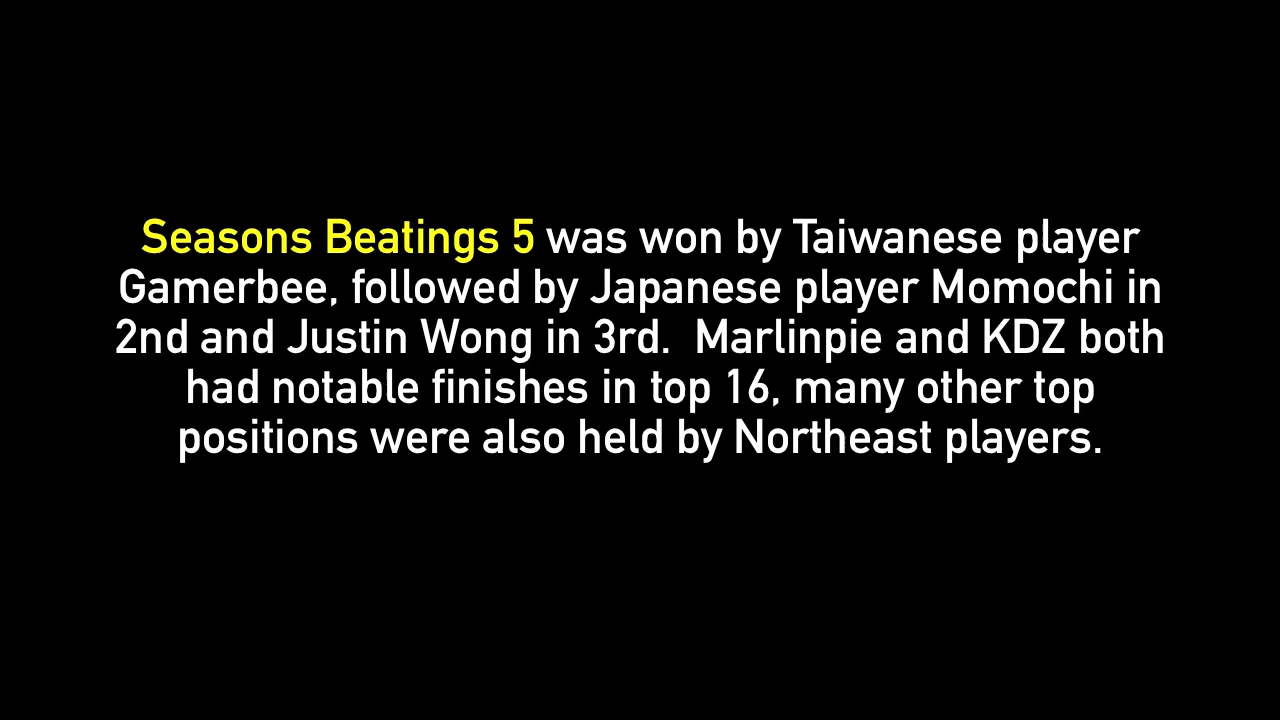 Seasons Beatings 5 was won by Taiwanese player
Gamerbee, followed by Japanese player Momochi in
2nd and Justin Wong in 3rd.  Marlinpie and KDZ both
had notable finishes in top 16, many other top
positions were also held by Northeast players.